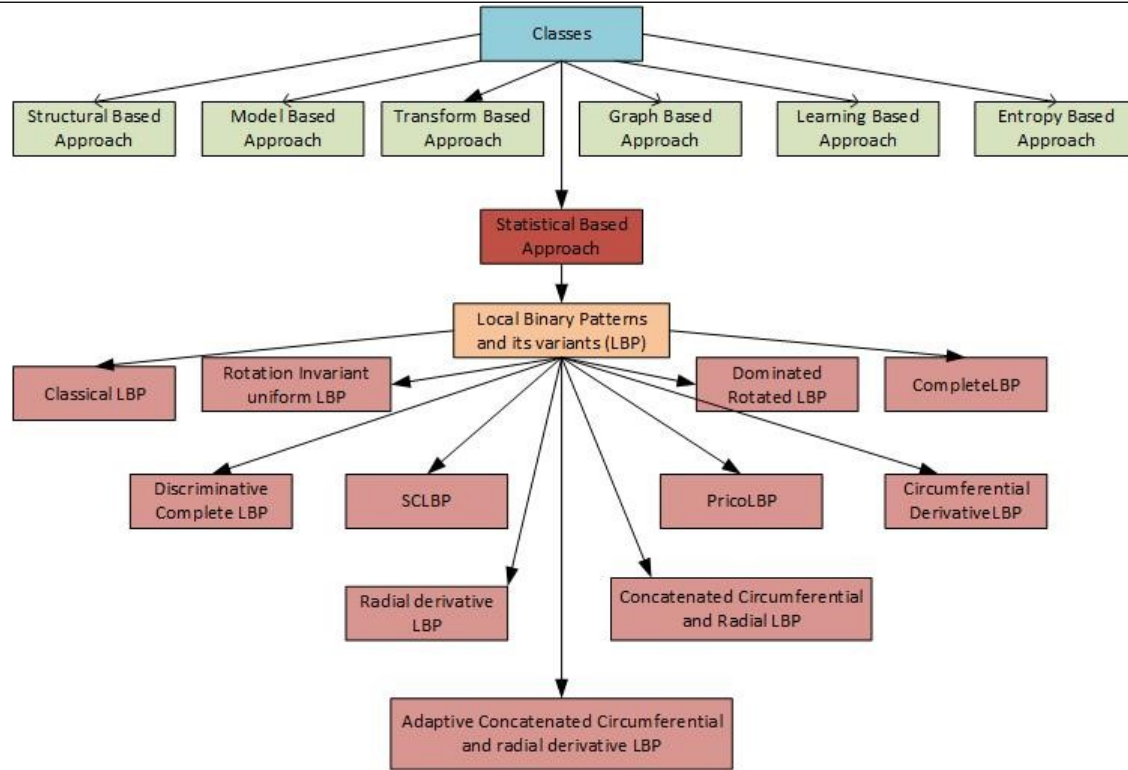 Classes
Structural Based
Approach
Model Based
Approach
Transform Based
Approach
Graph Based
Approach
Learning Based
Approach
Entropy Based
Approach
Statistical Based
Approach
Local Binary Patterns
and its variants (LBP)
Classical LBP
Rotation Invariant
uniform LBP
Dominated
Rotated LBP
CompleteLBP
Discriminative
Complete LBP
SCLBP
PricoLBP
Circumferential
DerivativeLBP
Radial derivative
LBP
Concatenated Circumferential
and Radial LBP
Adaptive Concatenated Circumferential
and radial derivative LBP